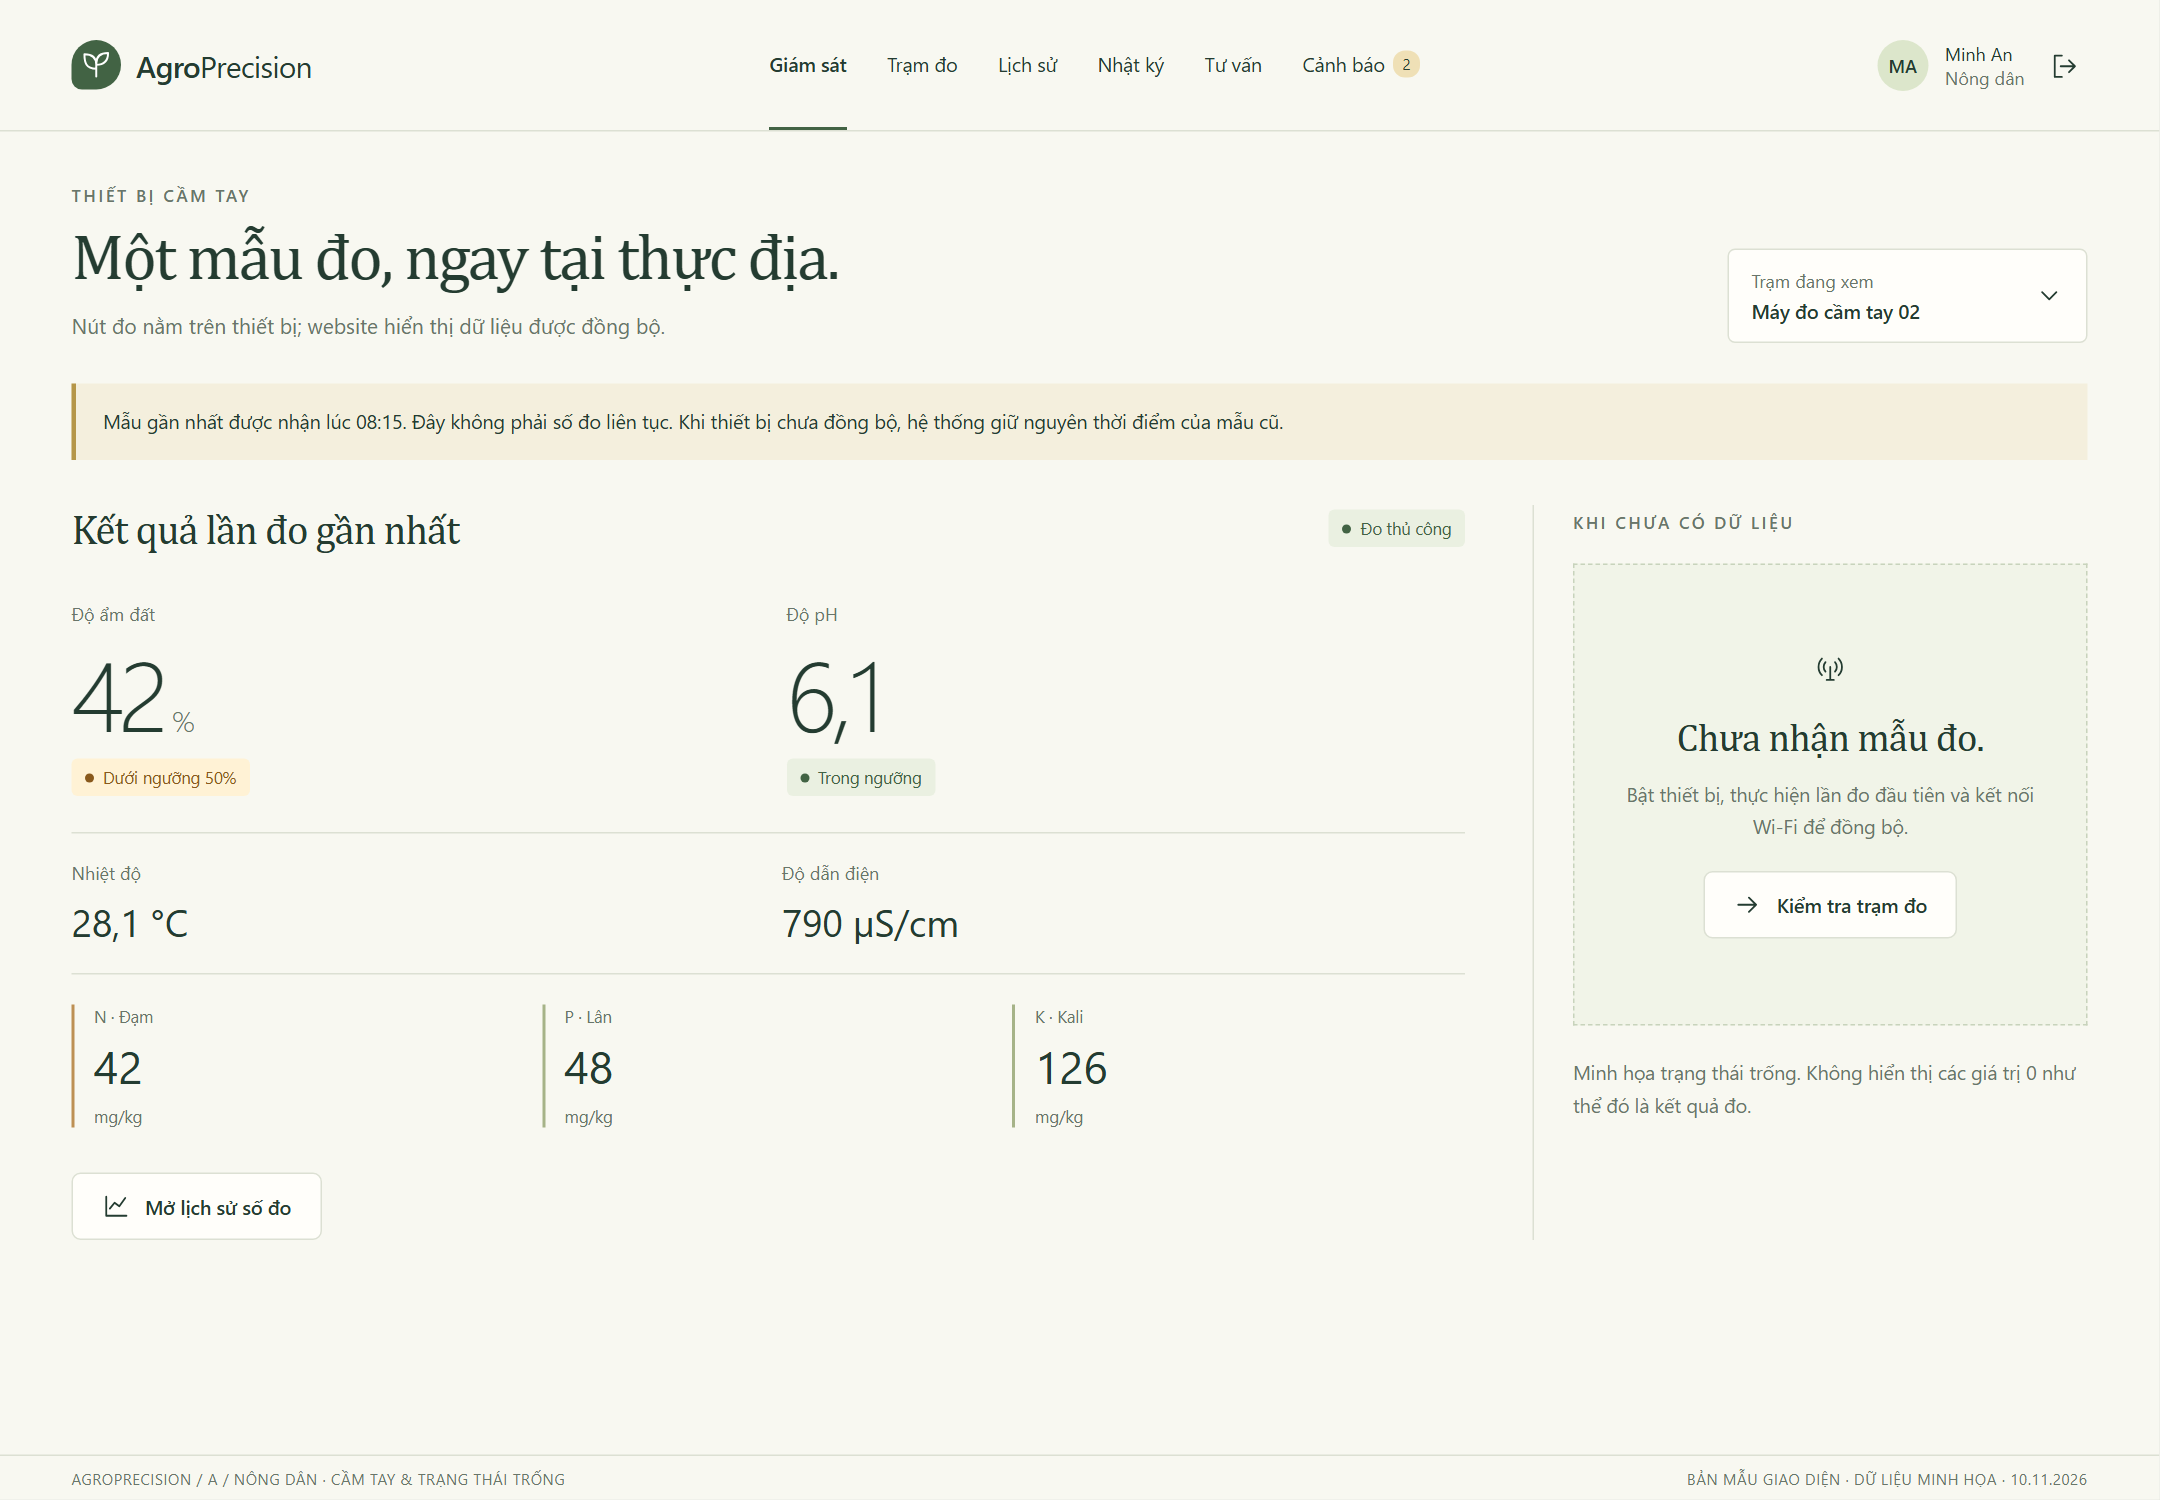 AgroPrecision
Giám sát
Trạm đo
Lịch sử
Nhật ký
Tư vấn
Cảnh báo 2
MA
Minh An
Nông dân
THIẾT BỊ CẦM TAY
Một mẫu đo, ngay tại thực địa.
Nút đo nằm trên thiết bị; website hiển thị dữ liệu được đồng bộ.
Trạm đang xem
Máy đo cầm tay 02
Mẫu gần nhất được nhận lúc 08:15. Đây không phải số đo liên tục. Khi thiết bị chưa đồng bộ, hệ thống giữ nguyên thời điểm của mẫu cũ.
Kết quả lần đo gần nhất
Đo thủ công
Độ ẩm đất
42 %
Dưới ngưỡng 50%
Độ pH
6,1
Trong ngưỡng
Nhiệt độ
28,1 °C
Độ dẫn điện
790 µS/cm
N · Đạm
42
mg/kg
P · Lân
48
mg/kg
K · Kali
126
mg/kg
Mở lịch sử số đo
KHI CHƯA CÓ DỮ LIỆU
Chưa nhận mẫu đo.
Bật thiết bị, thực hiện lần đo đầu tiên và kết nối
Wi-Fi để đồng bộ.
Kiểm tra trạm đo
Minh họa trạng thái trống. Không hiển thị các giá trị 0 như
thể đó là kết quả đo.
AGROPRECISION / A / NÔNG DÂN · CẦM TAY & TRẠNG THÁI TRỐNG
BẢN MẪU GIAO DIỆN · DỮ LIỆU MINH HỌA · 10.11.2026